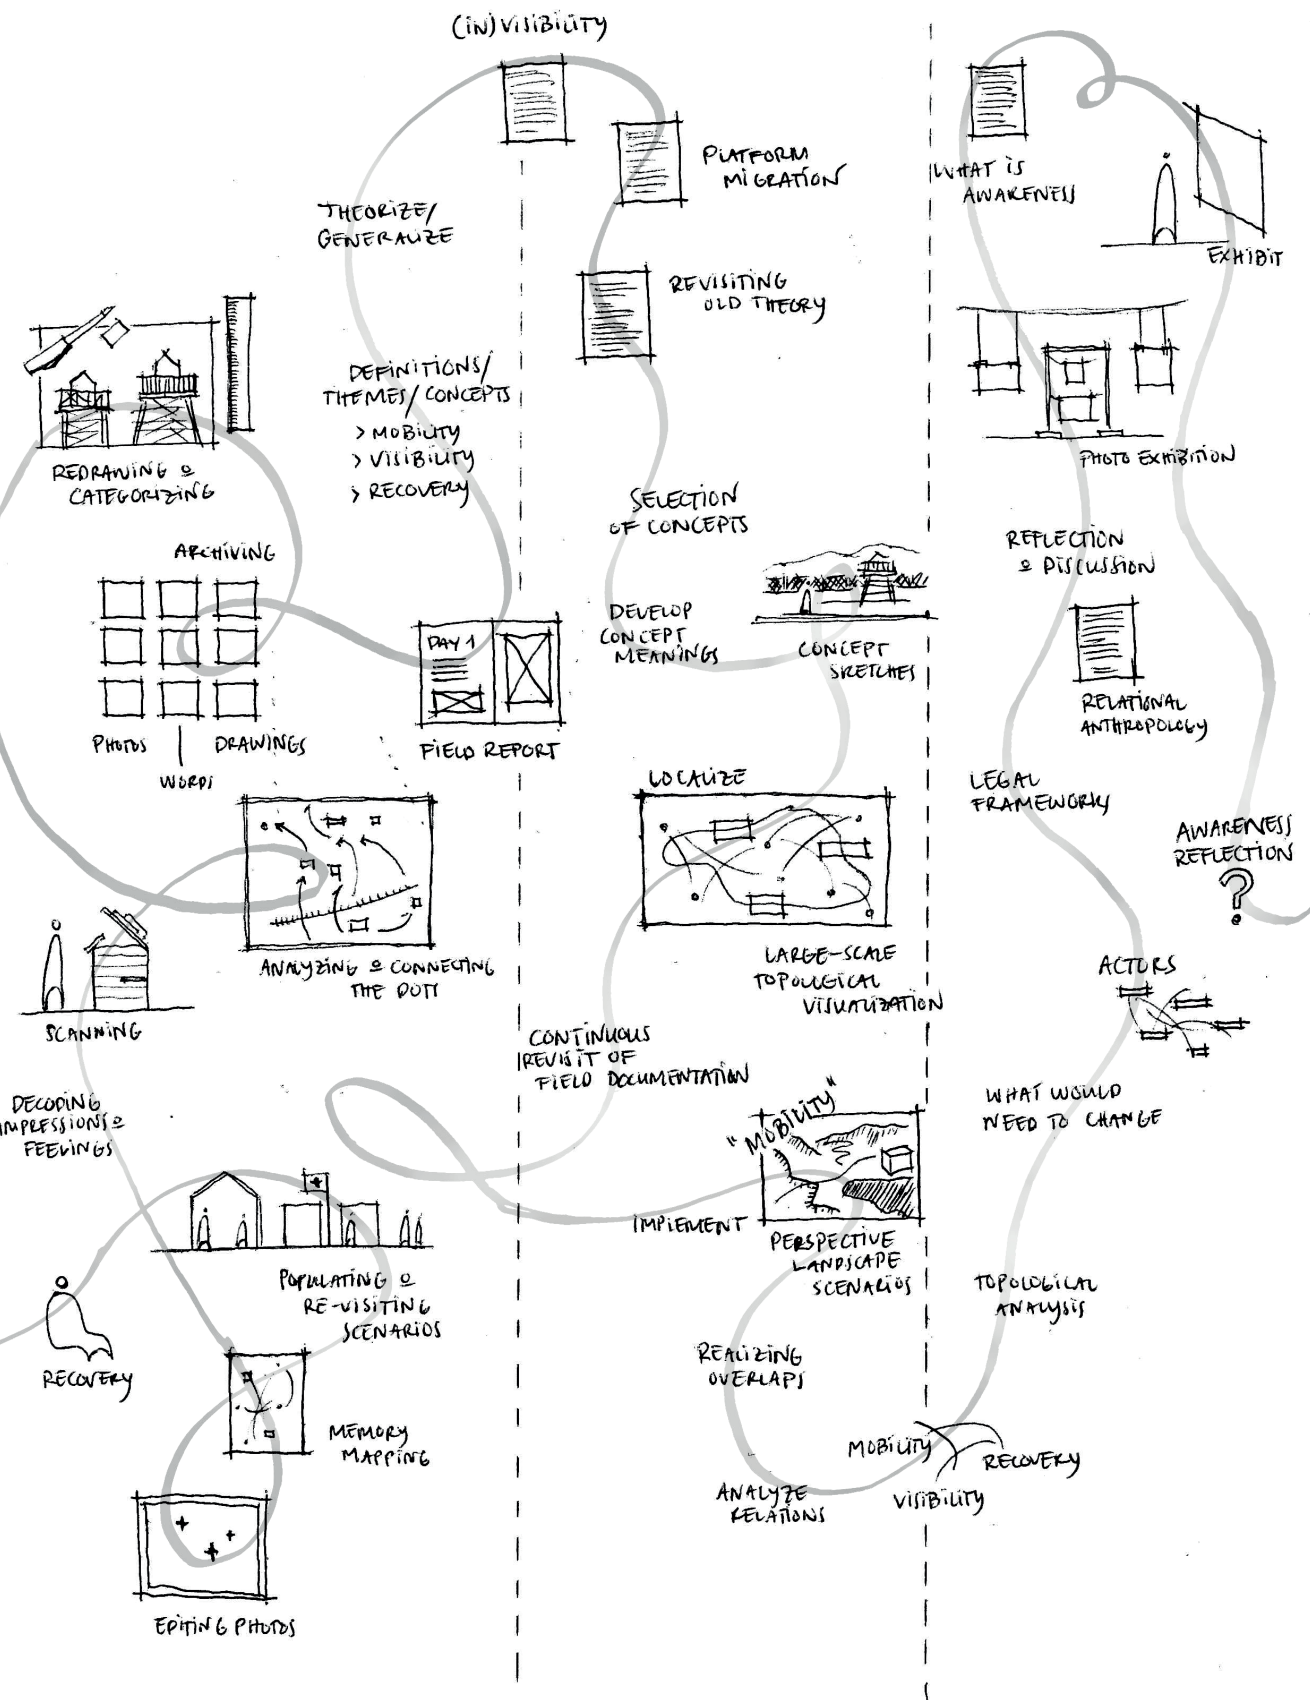 (IN)VISIBILITY
PLATFORM
MIGRATION
THEORIZE/
GENERALIZE
REVISITING
OLD THEORY
REDRAWING &
CATEGORIZING
DEFINITIONS/
THEMES/CONCEPTS
> MOBILITY
> VISIBILITY
> RECOVERY
SELECTION
OF CONCEPTS
ARCHIVING
PHOTOS
DRAWINGS
WORDS
DAY 1
FIELD REPORT
DEVELOP
CONCEPT
MEANINGS
CONCEPT
SKETCHES
ANALYZING & CONNECTING
THE DOTS
SCANNING
LOCALIZE
LARGE-SCALE
TOPOLOGICAL
VISUALIZATION
CONTINUOUS
REVISIT OF
FIELD DOCUMENTATION
DECODING
IMPRESSIONS &
FEELINGS
POPULATING &
RE-VISITING
SCENARIOS
RECOVERY
MEMORY
MAPPING
EDITING PHOTOS
"MOBILITY"
IMPLEMENT
PERSPECTIVE
LANDSCAPE
SCENARIOS
REALIZING
OVERLAPS
ANALYZE
RELATIONS
MOBILITY
RECOVERY
VISIBILITY
WHAT IS
AWARENESS
EXHIBIT
PHOTO EXHIBITION
REFLECTION
& DISCUSSION
RELATIONAL
ANTHROPOLOGY
LEGAL
FRAMEWORKS
AWARENESS
REFLECTION
?
ACTORS
WHAT WOULD
NEED TO CHANGE
TOPOLOGICAL
ANALYSIS